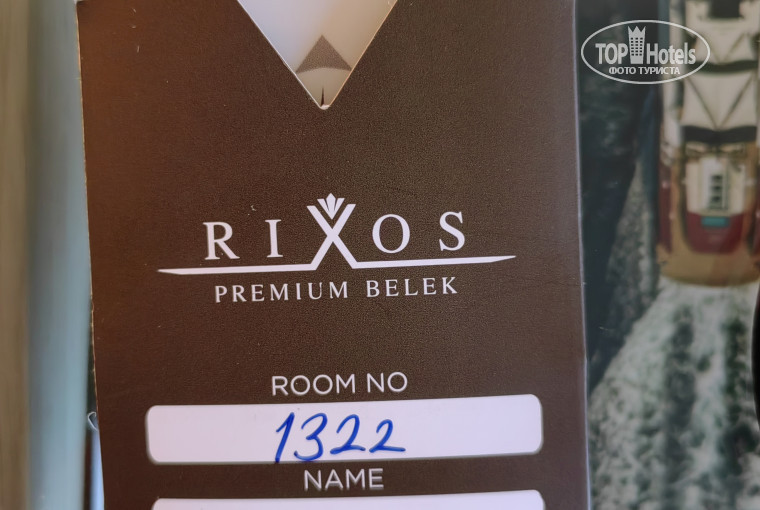 TOP Hotels
ФОТО ТУРИСТА
RIXOS
PREMIUM BELEK
ROOM NO
1322
NAME